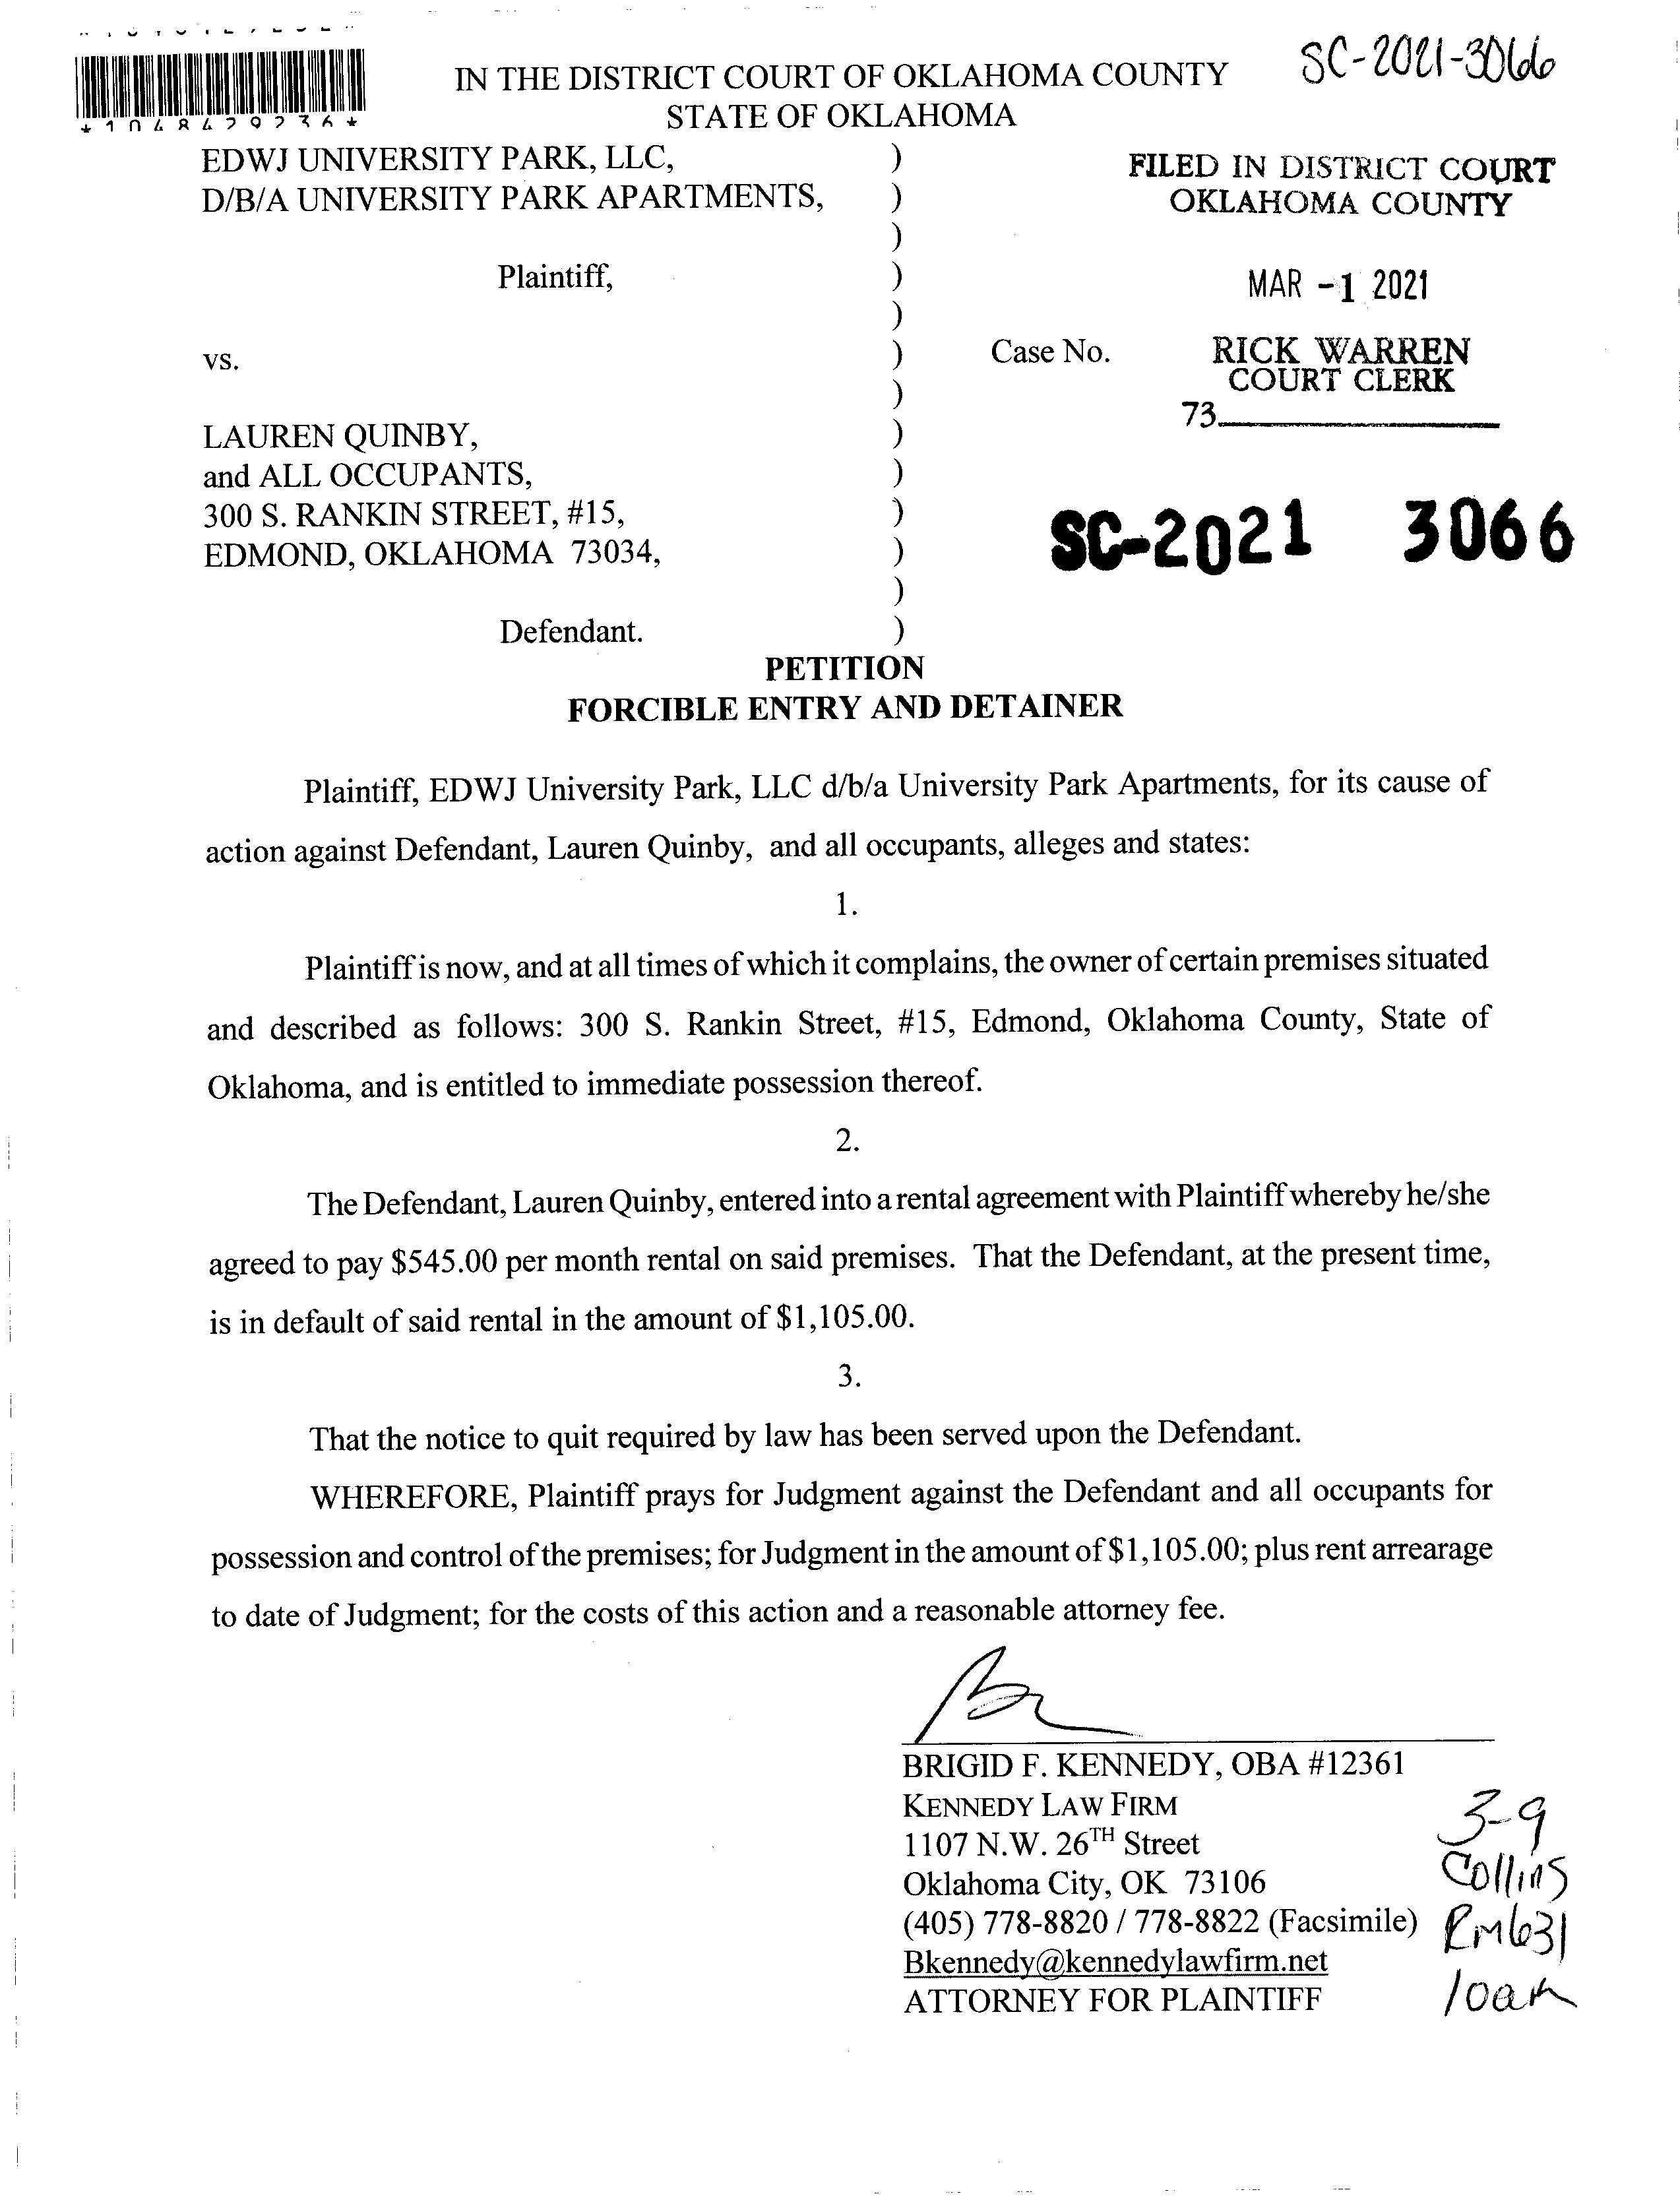 *1048429236*
SC-2021-3066
IN THE DISTRICT COURT OF OKLAHOMA COUNTY
STATE OF OKLAHOMA
EDWJ UNIVERSITY PARK, LLC, )
D/B/A UNIVERSITY PARK APARTMENTS, )
)
Plaintiff, )
)
vs. ) Case No.
)
LAUREN QUINBY, )
and ALL OCCUPANTS, )
300 S. RANKIN STREET, #15, )
EDMOND, OKLAHOMA 73034, )
)
Defendant. )
FILED IN DISTRICT COURT
OKLAHOMA COUNTY
MAR -1 2021
RICK WARREN
COURT CLERK
73
SC-2021 3066
PETITION
FORCIBLE ENTRY AND DETAINER
Plaintiff, EDWJ University Park, LLC d/b/a University Park Apartments, for its cause of
action against Defendant, Lauren Quinby, and all occupants, alleges and states:
1.
Plaintiff is now, and at all times of which it complains, the owner of certain premises situated
and described as follows: 300 S. Rankin Street, #15, Edmond, Oklahoma County, State of
Oklahoma, and is entitled to immediate possession thereof.
2.
The Defendant, Lauren Quinby, entered into a rental agreement with Plaintiff whereby he/she
agreed to pay $545.00 per month rental on said premises. That the Defendant, at the present time,
is in default of said rental in the amount of $1,105.00.
3.
That the notice to quit required by law has been served upon the Defendant.
WHEREFORE, Plaintiff prays for Judgment against the Defendant and all occupants for
possession and control of the premises; for Judgment in the amount of $1,105.00; plus rent arrearage
to date of Judgment; for the costs of this action and a reasonable attorney fee.
BRIGID F. KENNEDY, OBA #12361
KENNEDY LAW FIRM
1107 N.W. 26TH Street
Oklahoma City, OK 73106
(405) 778-8820 / 778-8822 (Facsimile)
Bkennedy@kennedylawfirm.net
ATTORNEY FOR PLAINTIFF
3-9
Collins
Rm631
10am